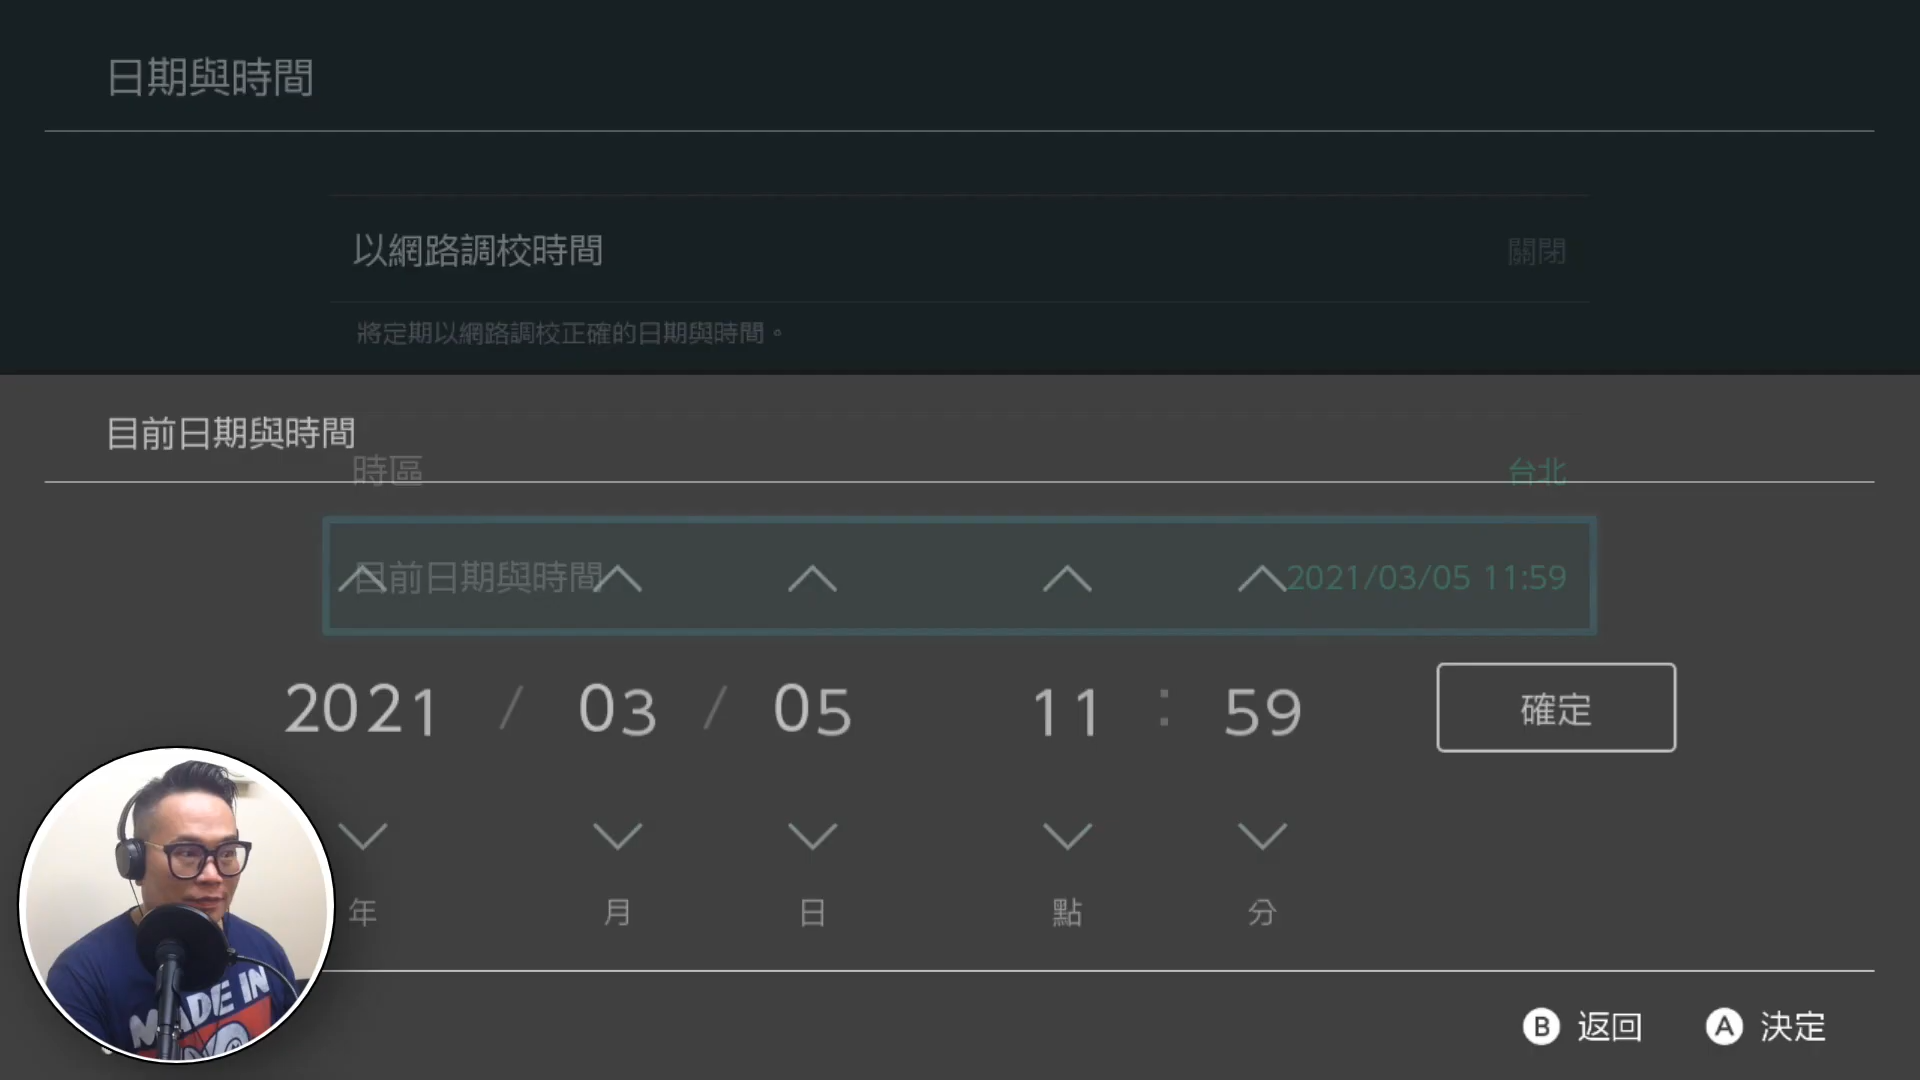 日期與時間
以網路調校時間 關閉
將定期以網路調校正確的日期與時間。
目前日期與時間
時區 台北
目前日期與時間 2021/03/05 11:59
2021 / 03 / 05 11 : 59 確定
年 月 日 點 分
MADE IN
B 返回 A 決定